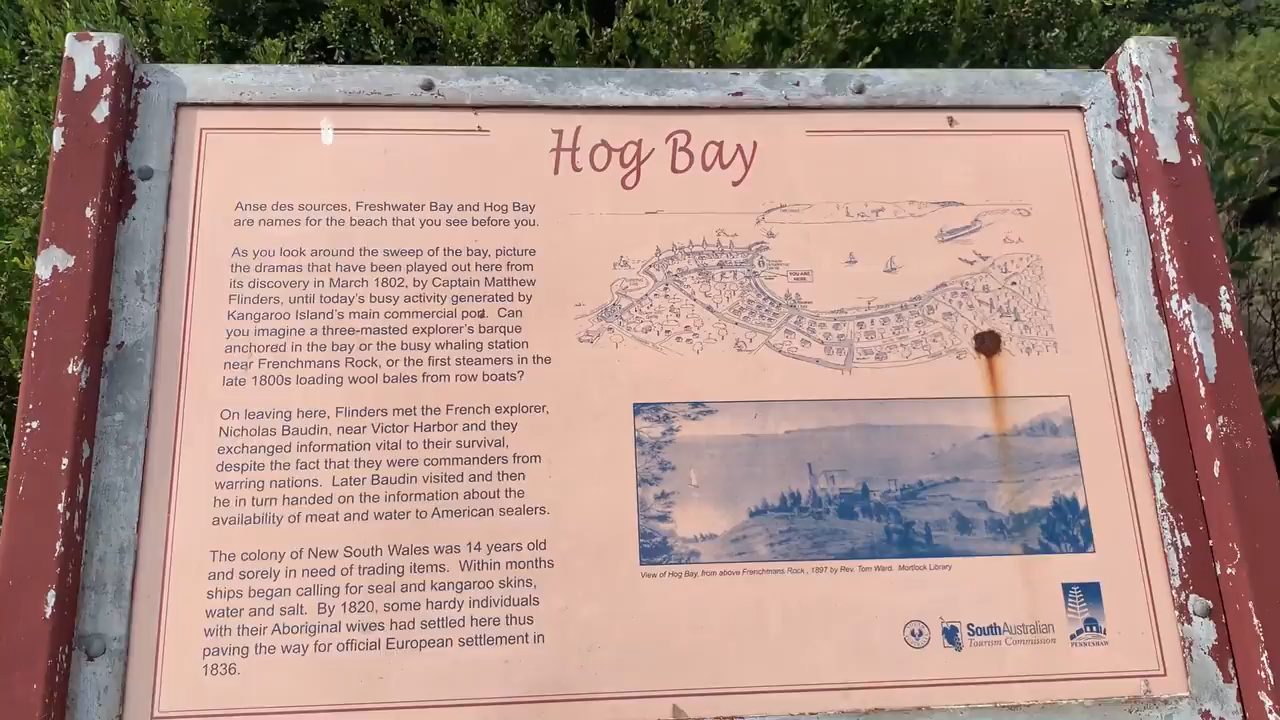 Hog Bay
Anse des sources, Freshwater Bay and Hog Bay
are names for the beach that you see before you.
As you look around the sweep of the bay, picture
the dramas that have been played out here from
its discovery in March 1802, by Captain Matthew
Flinders, until today's busy activity generated by
Kangaroo Island's main commercial port. Can
you imagine a three-masted explorer's barque
anchored in the bay or the busy whaling station
near Frenchmans Rock, or the first steamers in the
late 1800s loading wool bales from row boats?
On leaving here, Flinders met the French explorer,
Nicholas Baudin, near Victor Harbor and they
exchanged information vital to their survival,
despite the fact that they were commanders from
warring nations. Later Baudin visited and then
he in turn handed on the information about the
availability of meat and water to American sealers.
The colony of New South Wales was 14 years old
and sorely in need of trading items. Within months
ships began calling for seal and kangaroo skins,
water and salt. By 1820, some hardy individuals
with their Aboriginal wives had settled here thus
paving the way for official European settlement in
1836.
YOU ARE
HERE
View of Hog Bay, from above Frenchmans Rock, 1897 by Rev. Tom Ward. Mortlock Library
SouthAustralian
Tourism Commission
PENNESHAW